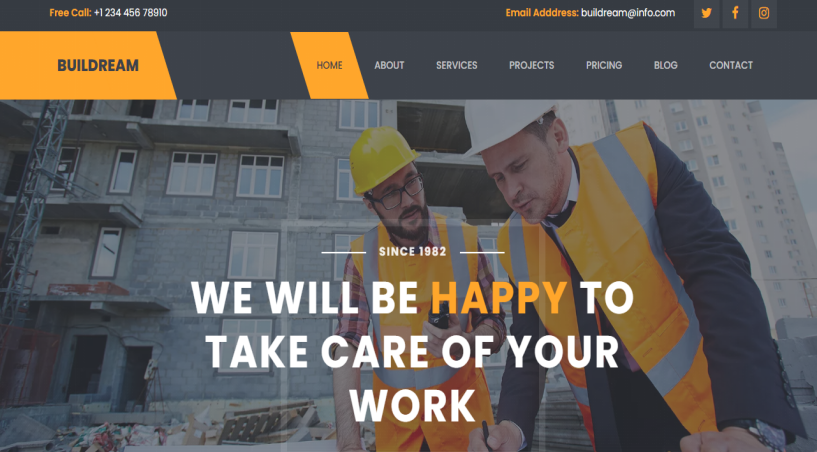 Free Call: +1 234 456 78910
Email Adddress: buildream@info.com
BUILDREAM
HOME ABOUT SERVICES PROJECTS PRICING BLOG CONTACT
SINCE 1982
WE WILL BE HAPPY TO
TAKE CARE OF YOUR
WORK